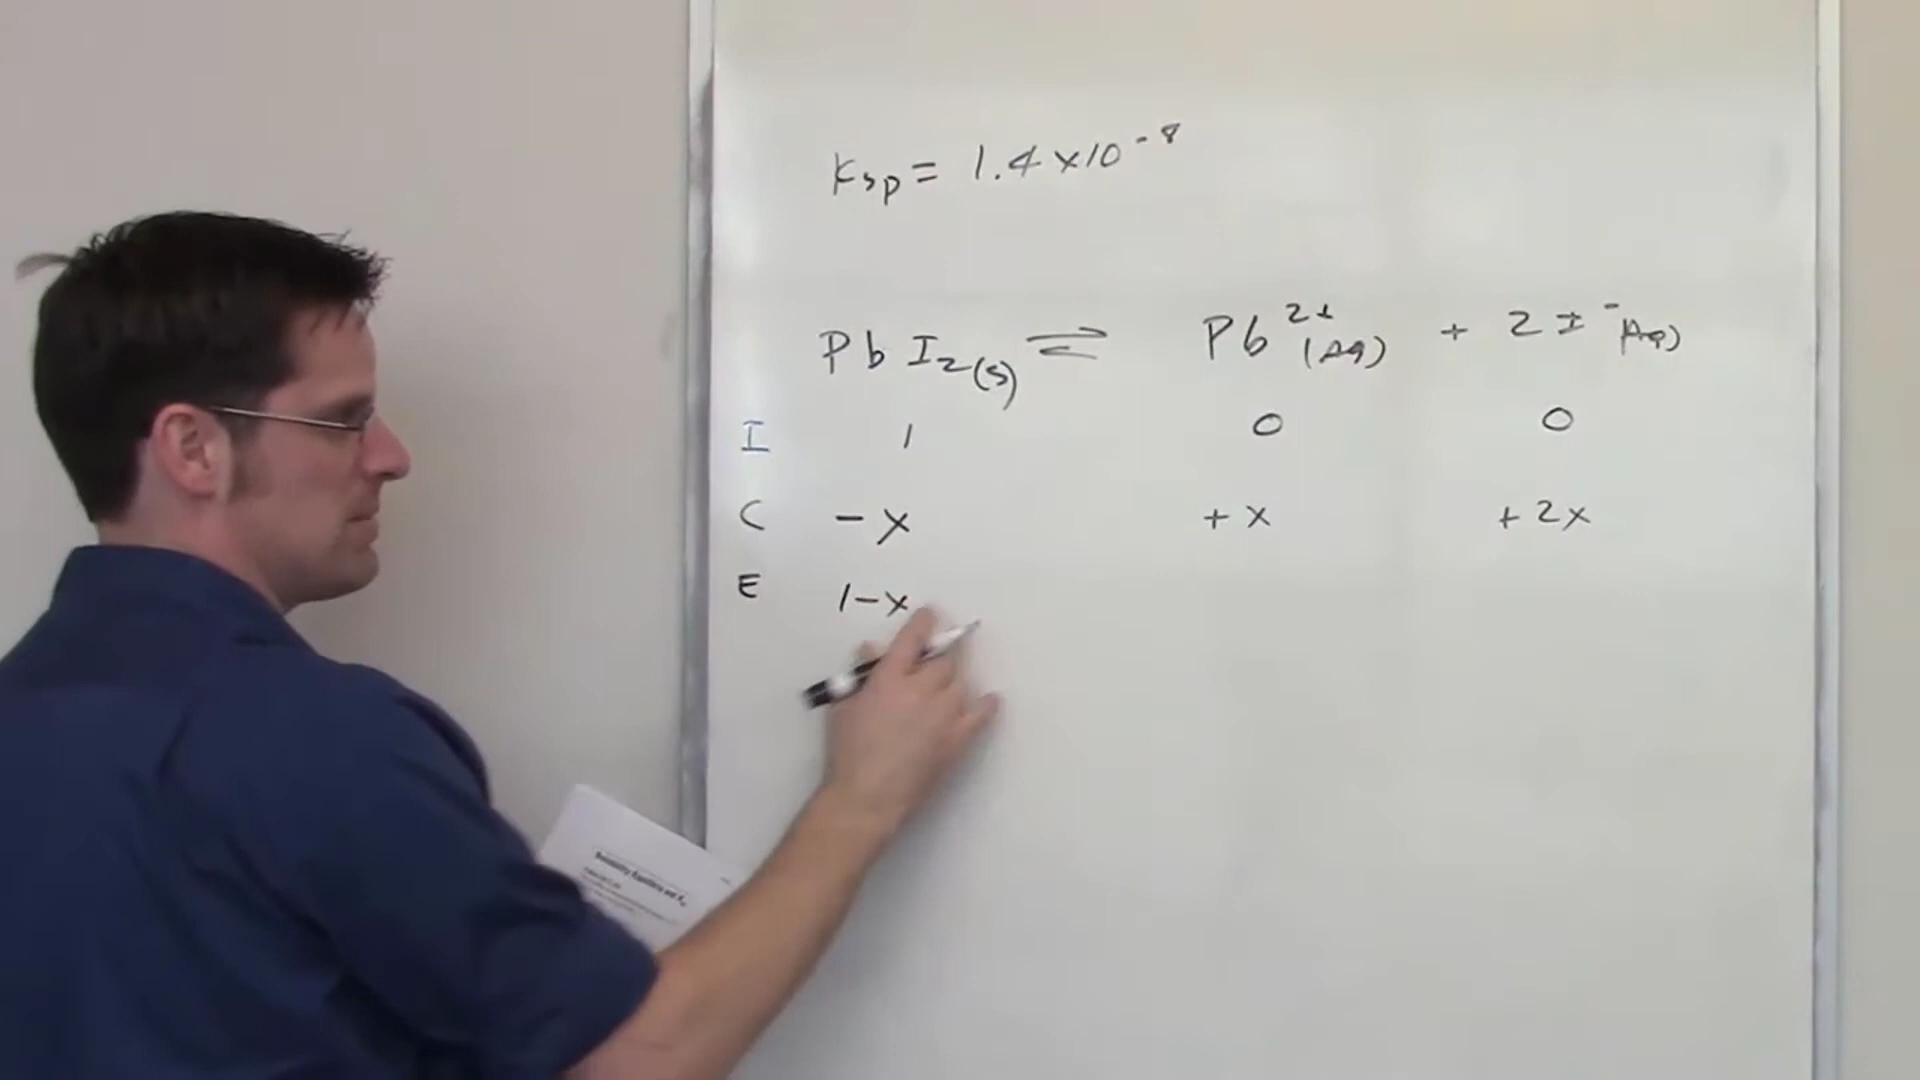 Ksp = 1.4 x 10⁻⁸
PbI₂(s) ⇌ Pb²⁺(Aq) + 2I⁻(Aq)
I 1 0 0
C -x +x +2x
E 1-x